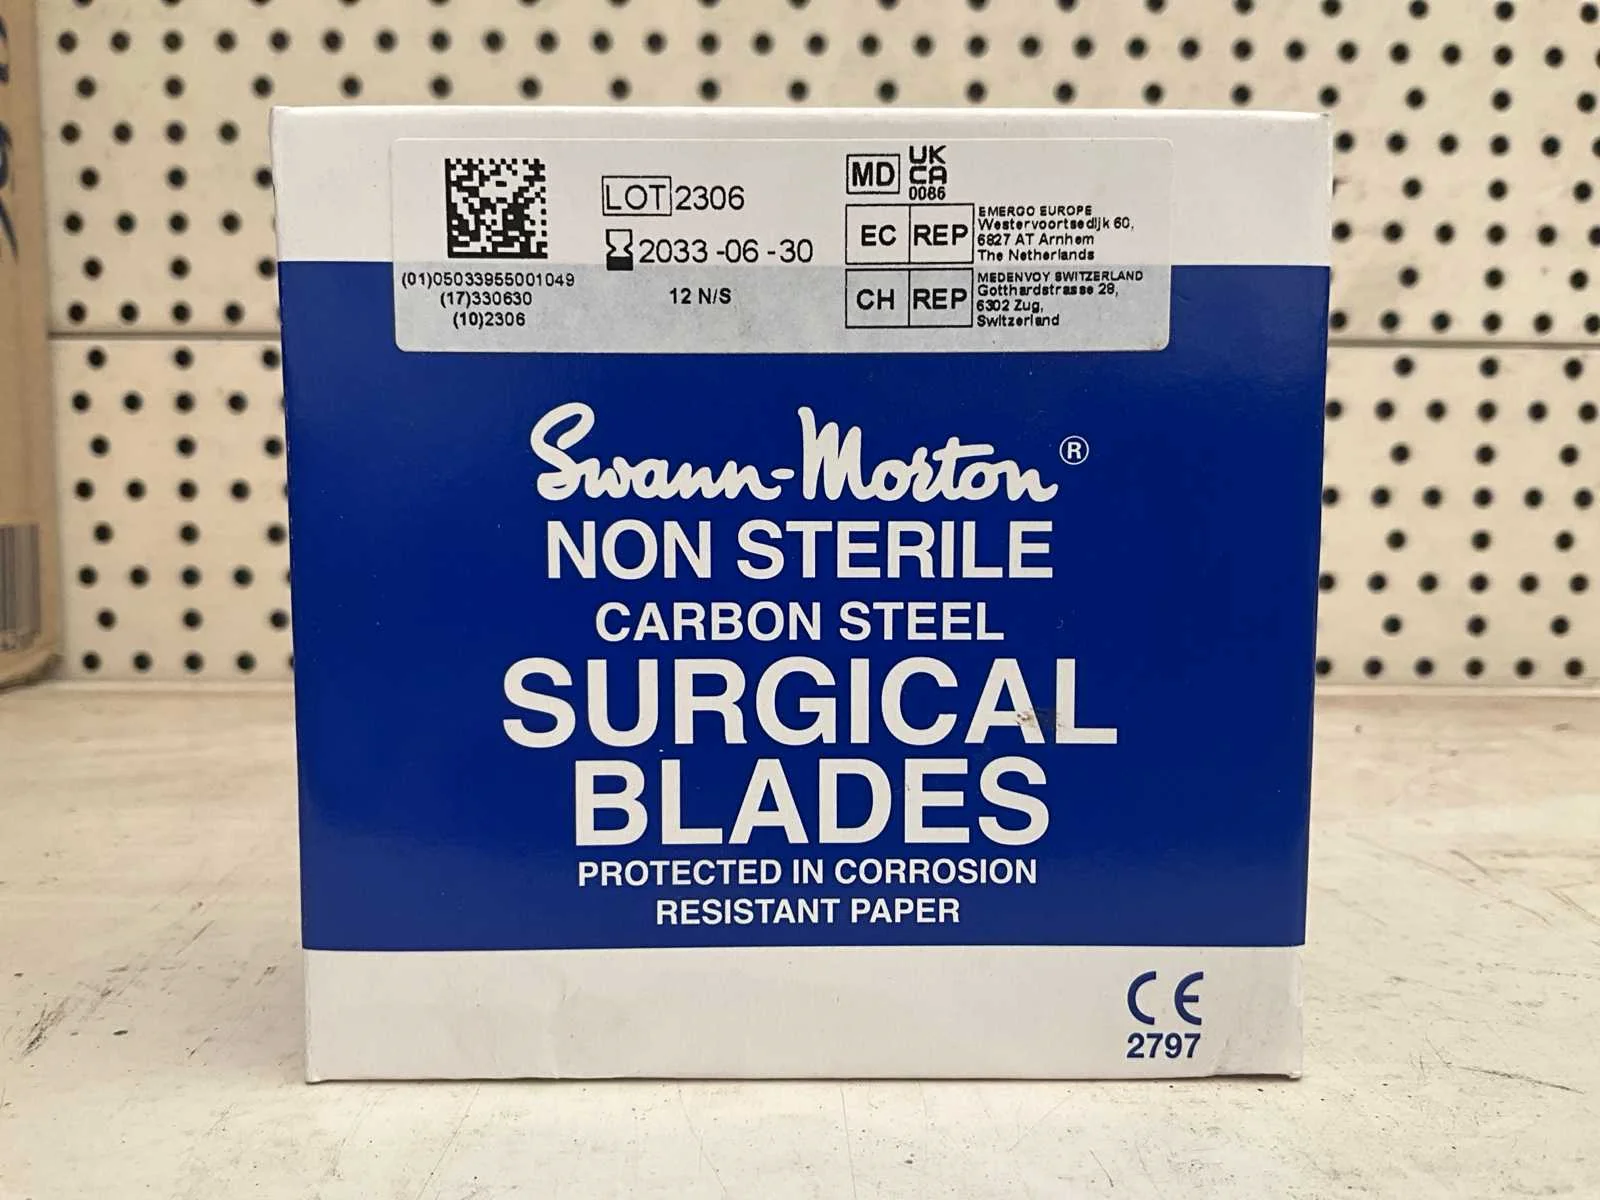 LOT 2306
2033-06-30
12 N/S
(01)05033955001049
(17)330630
(10)2306
MD
UK
CA
0086
EC REP
EMERGO EUROPE
Westervoortsedijk 60,
6827 AT Arnhem
The Netherlands
CH REP
MEDENVOY SWITZERLAND
Gotthardstrasse 28,
6302 Zug,
Switzerland
Swann-Morton®
NON STERILE
CARBON STEEL
SURGICAL
BLADES
PROTECTED IN CORROSION
RESISTANT PAPER
CE
2797